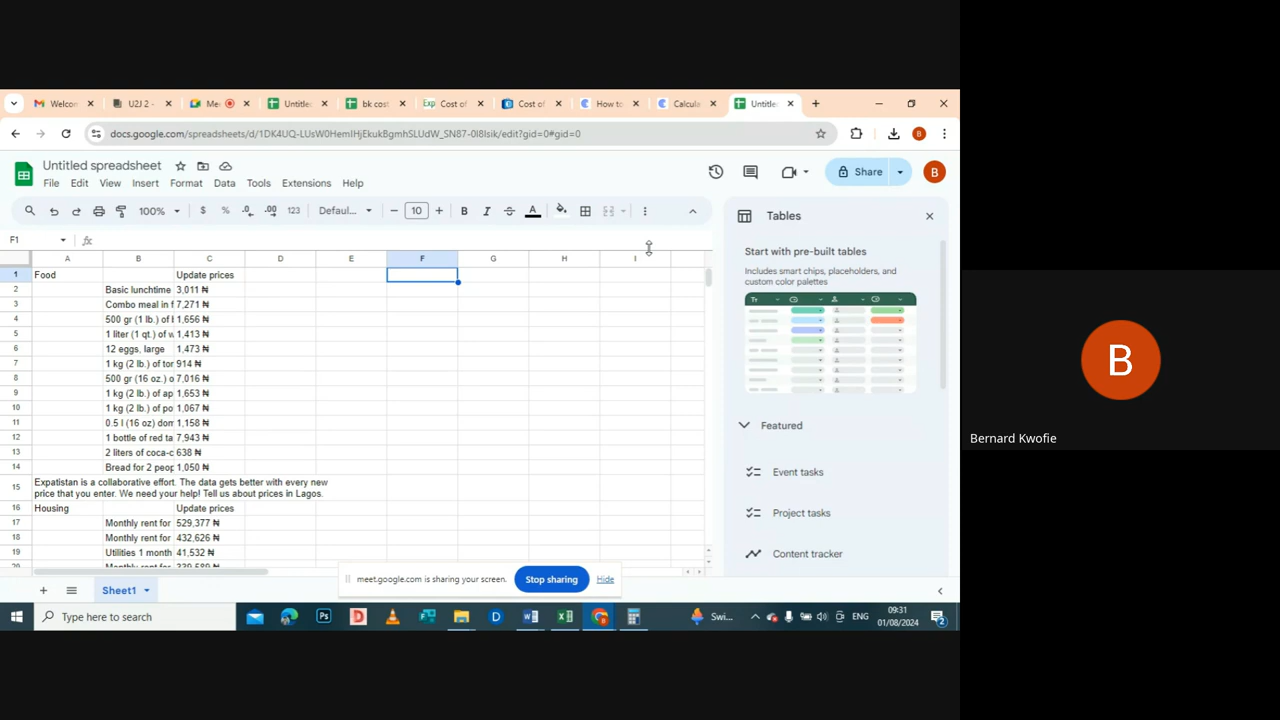 Welcon
U2J 2 -
Me
Untitle
bk cost
Exp
Cost of
Cost of
How to
Calcula
Untitle
docs.google.com/spreadsheets/d/1DK4UQ-LUsW0HemIHjEkukBgmhSLUdW_SN87-0I8Isik/edit?gid=0#gid=0
B
Untitled spreadsheet
File Edit View Insert Format Data Tools Extensions Help
Share
B
100% $ % .0 .00 123 Defaul... 10 B I A
Tables
F1
fx
A B C D E F G H I
1 Food Update prices
2 Basic lunchtime 3,011 ₦
3 Combo meal in f 7,271 ₦
4 500 gr (1 lb.) of 1,656 ₦
5 1 liter (1 qt.) of w 1,413 ₦
6 12 eggs, large 1,473 ₦
7 1 kg (2 lb.) of tor 914 ₦
8 500 gr (16 oz.) o 7,016 ₦
9 1 kg (2 lb.) of ap 1,653 ₦
10 1 kg (2 lb.) of po 1,067 ₦
11 0.5 l (16 oz) dom 1,158 ₦
12 1 bottle of red ta 7,943 ₦
13 2 liters of coca-c 638 ₦
14 Bread for 2 peop 1,050 ₦
15 Expatistan is a collaborative effort. The data gets better with every new
price that you enter. We need your help! Tell us about prices in Lagos.
16 Housing Update prices
17 Monthly rent for 529,377 ₦
18 Monthly rent for 432,626 ₦
19 Utilities 1 month 41,532 ₦
20 Monthly rent for 339,589 ₦
Start with pre-built tables
Includes smart chips, placeholders, and
custom color palettes
Featured
Event tasks
Project tasks
Content tracker
meet.google.com is sharing your screen.
Stop sharing
Hide
Sheet1
Type here to search
Ps
D
D
Swi...
ENG
09:31
01/08/2024
2
B
Bernard Kwofie